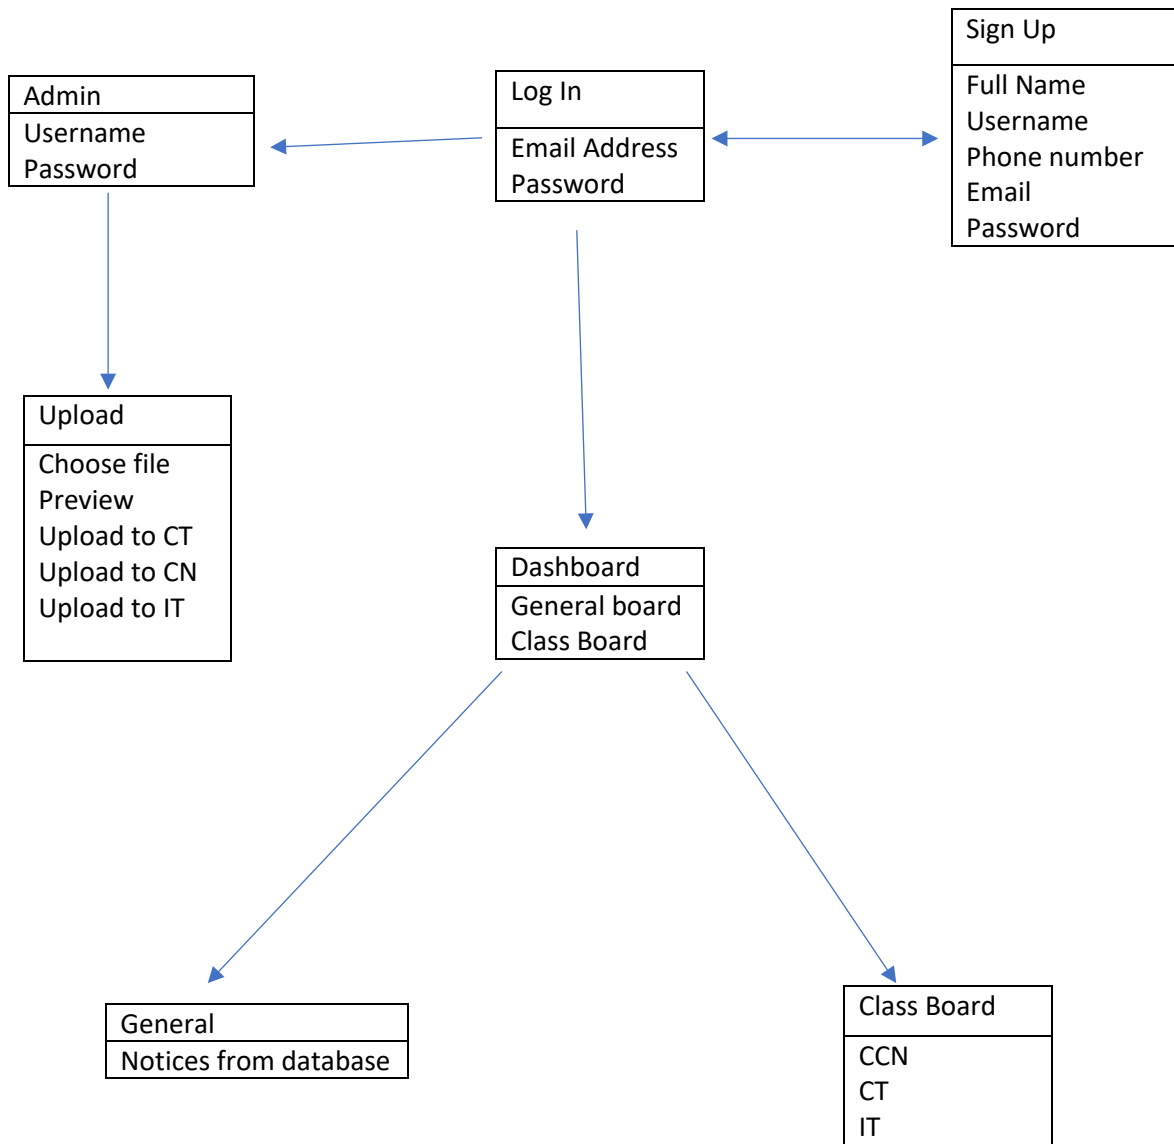 Sign Up
Full Name
Username
Phone number
Email
Password
Log In
Email Address
Password
Admin
Username
Password
Upload
Choose file
Preview
Upload to CT
Upload to CN
Upload to IT
Dashboard
General board
Class Board
General
Notices from database
Class Board
CCN
CT
IT